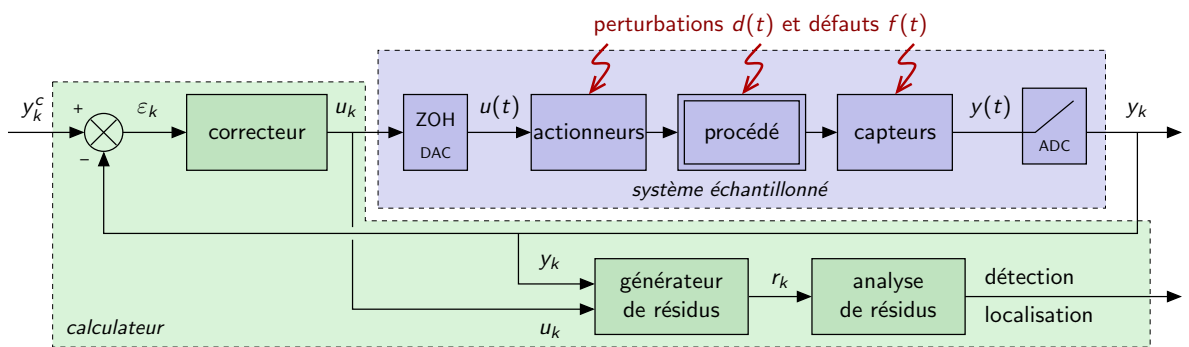 perturbations d(t) et défauts f(t)
y_k^c
+
−
ε_k
correcteur
u_k
ZOH
DAC
u(t)
actionneurs
procédé
capteurs
y(t)
ADC
y_k
système échantillonné
y_k
u_k
générateur
de résidus
r_k
analyse
de résidus
détection
localisation
calculateur